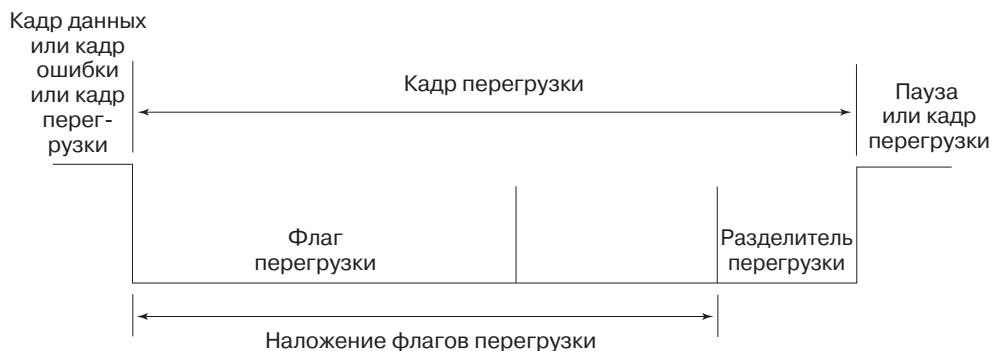 Кадр данных
или кадр
ошибки
или кадр
перег-
рузки
Кадр перегрузки
Пауза
или кадр
перегрузки
Флаг
перегрузки
Разделитель
перегрузки
Наложение флагов перегрузки